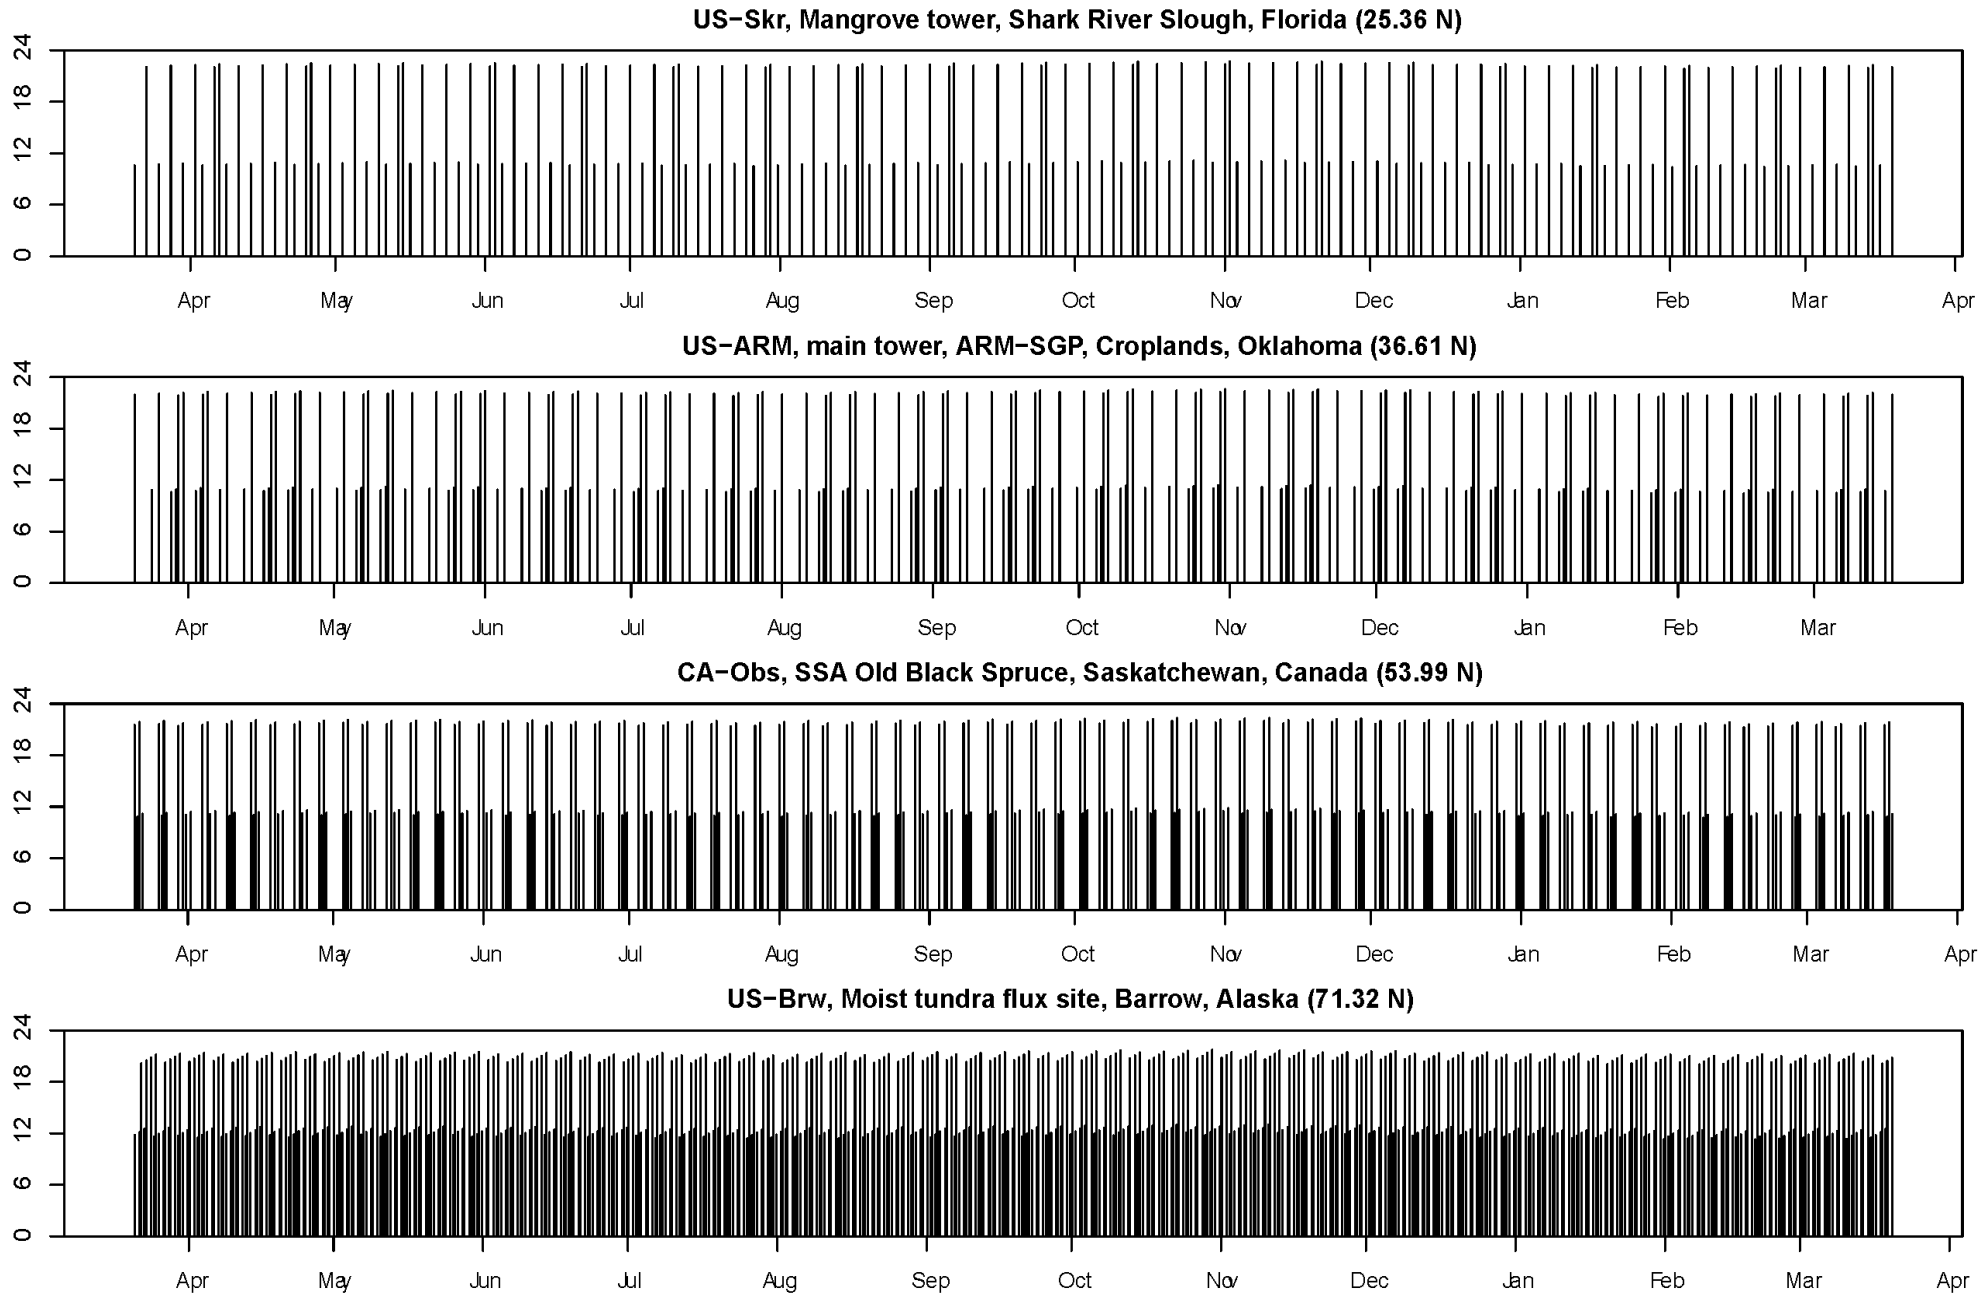 US−Skr, Mangrove tower, Shark River Slough, Florida (25.36 N)
24
18
12
6
0
Apr May Jun Jul Aug Sep Oct Nov Dec Jan Feb Mar Apr
US−ARM, main tower, ARM−SGP, Croplands, Oklahoma (36.61 N)
24
18
12
6
0
Apr May Jun Jul Aug Sep Oct Nov Dec Jan Feb Mar
CA−Obs, SSA Old Black Spruce, Saskatchewan, Canada (53.99 N)
24
18
12
6
0
Apr May Jun Jul Aug Sep Oct Nov Dec Jan Feb Mar Apr
US−Brw, Moist tundra flux site, Barrow, Alaska (71.32 N)
24
18
12
6
0
Apr May Jun Jul Aug Sep Oct Nov Dec Jan Feb Mar Apr